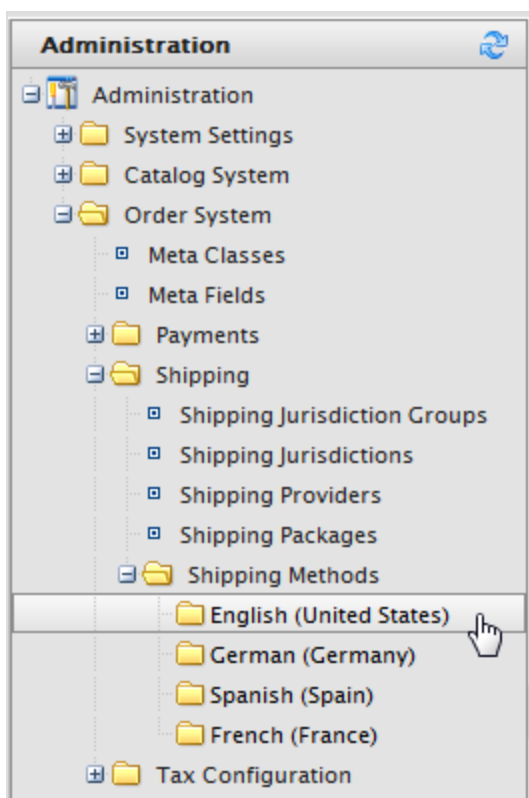 Administration
Administration
System Settings
Catalog System
Order System
Meta Classes
Meta Fields
Payments
Shipping
Shipping Jurisdiction Groups
Shipping Jurisdictions
Shipping Providers
Shipping Packages
Shipping Methods
English (United States)
German (Germany)
Spanish (Spain)
French (France)
Tax Configuration